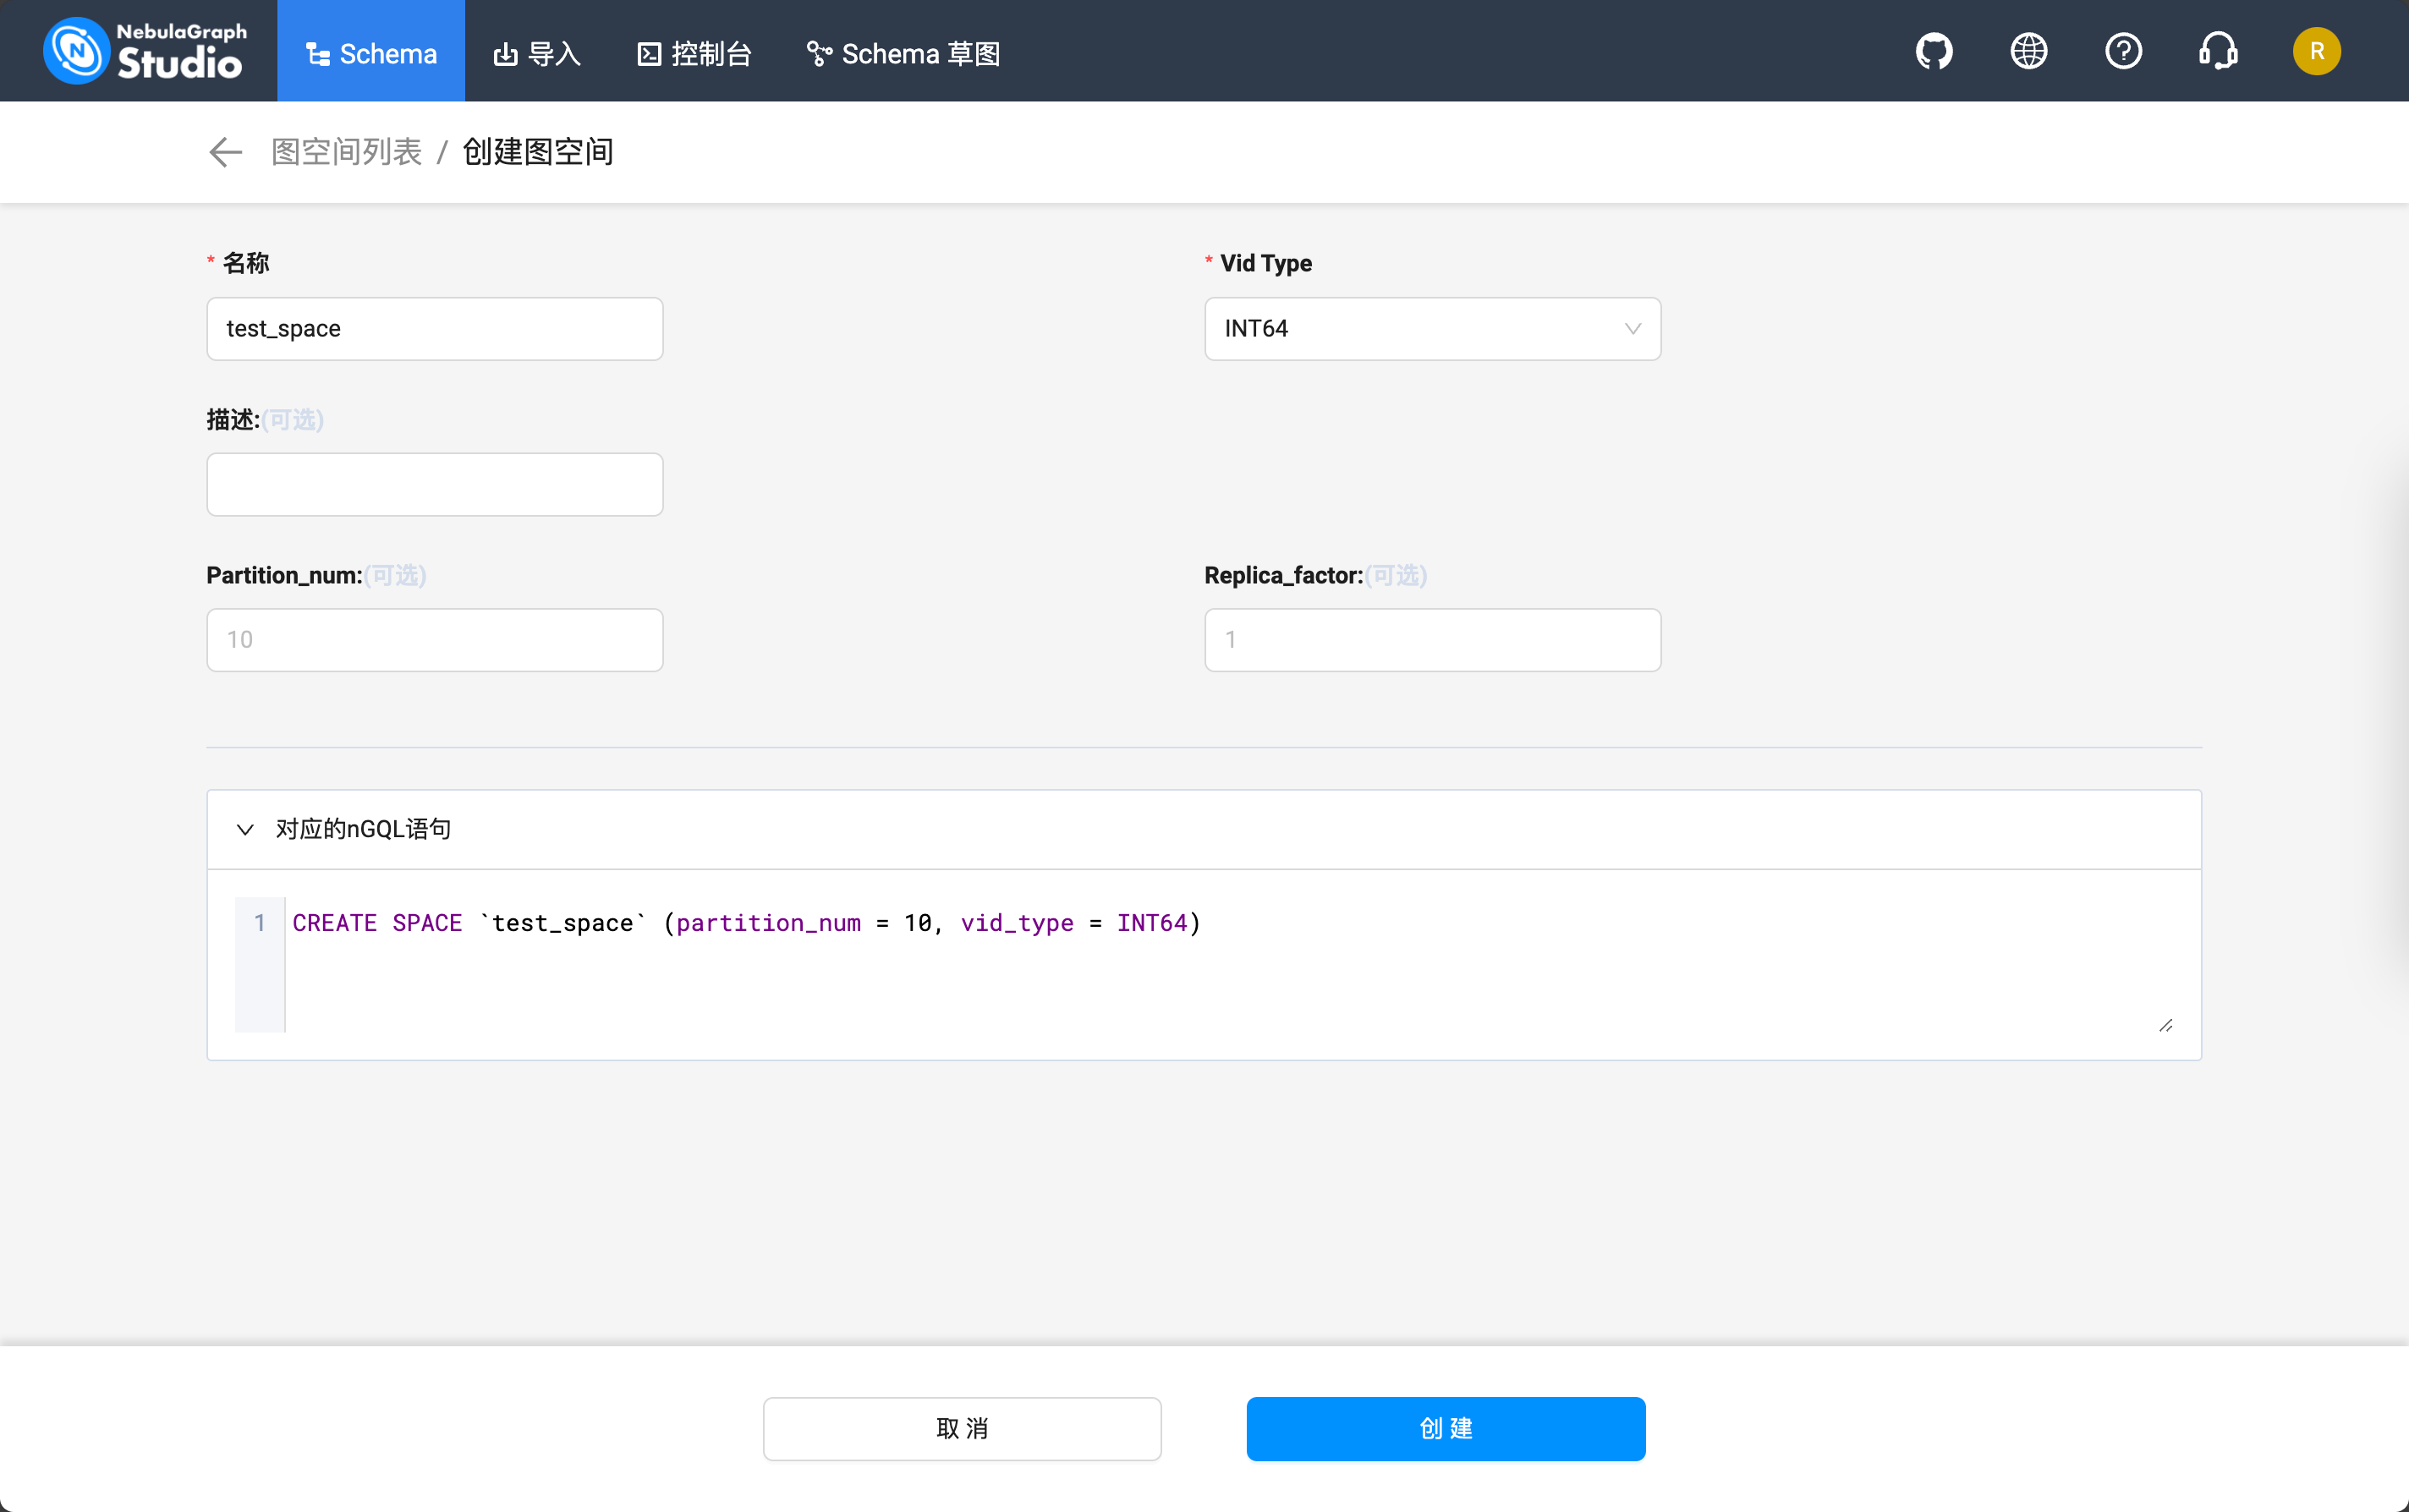 NebulaGraph
Studio
Schema 导入 控制台 Schema 草图 R
图空间列表 / 创建图空间
* 名称 * Vid Type
test_space INT64
描述:(可选)
Partition_num:(可选) Replica_factor:(可选)
10 1
对应的nGQL语句
1 CREATE SPACE `test_space` (partition_num = 10, vid_type = INT64)
取 消 创 建